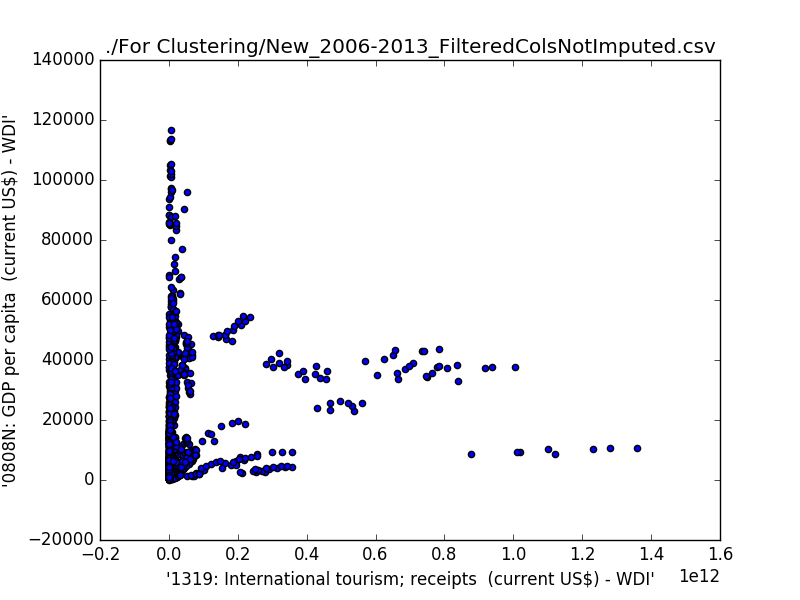 ./For Clustering/New_2006-2013_FilteredColsNotImputed.csv
140000
120000
100000
80000
60000
40000
20000
0
−20000
'0808N: GDP per capita  (current US$) - WDI'
−0.2 0.0 0.2 0.4 0.6 0.8 1.0 1.2 1.4 1.6
1e12
'1319: International tourism; receipts  (current US$) - WDI'